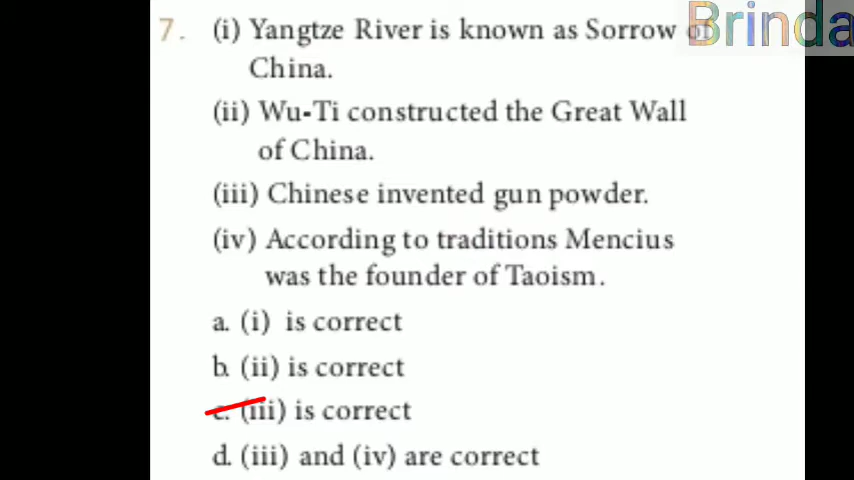 Brinda
7. (i) Yangtze River is known as Sorrow of
China.
(ii) Wu-Ti constructed the Great Wall
of China.
(iii) Chinese invented gun powder.
(iv) According to traditions Mencius
was the founder of Taoism.
a. (i) is correct
b. (ii) is correct
c. (iii) is correct
d. (iii) and (iv) are correct